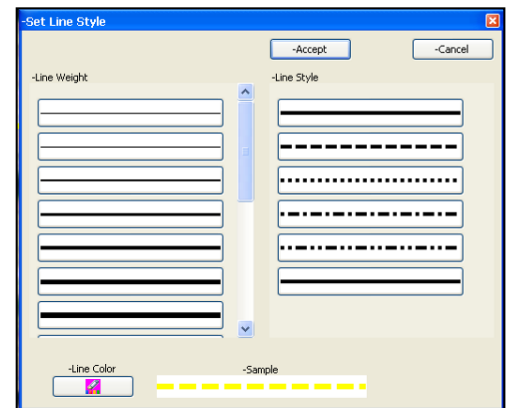 -Set Line Style
-Accept
-Cancel
-Line Weight
-Line Style
-Line Color
-Sample